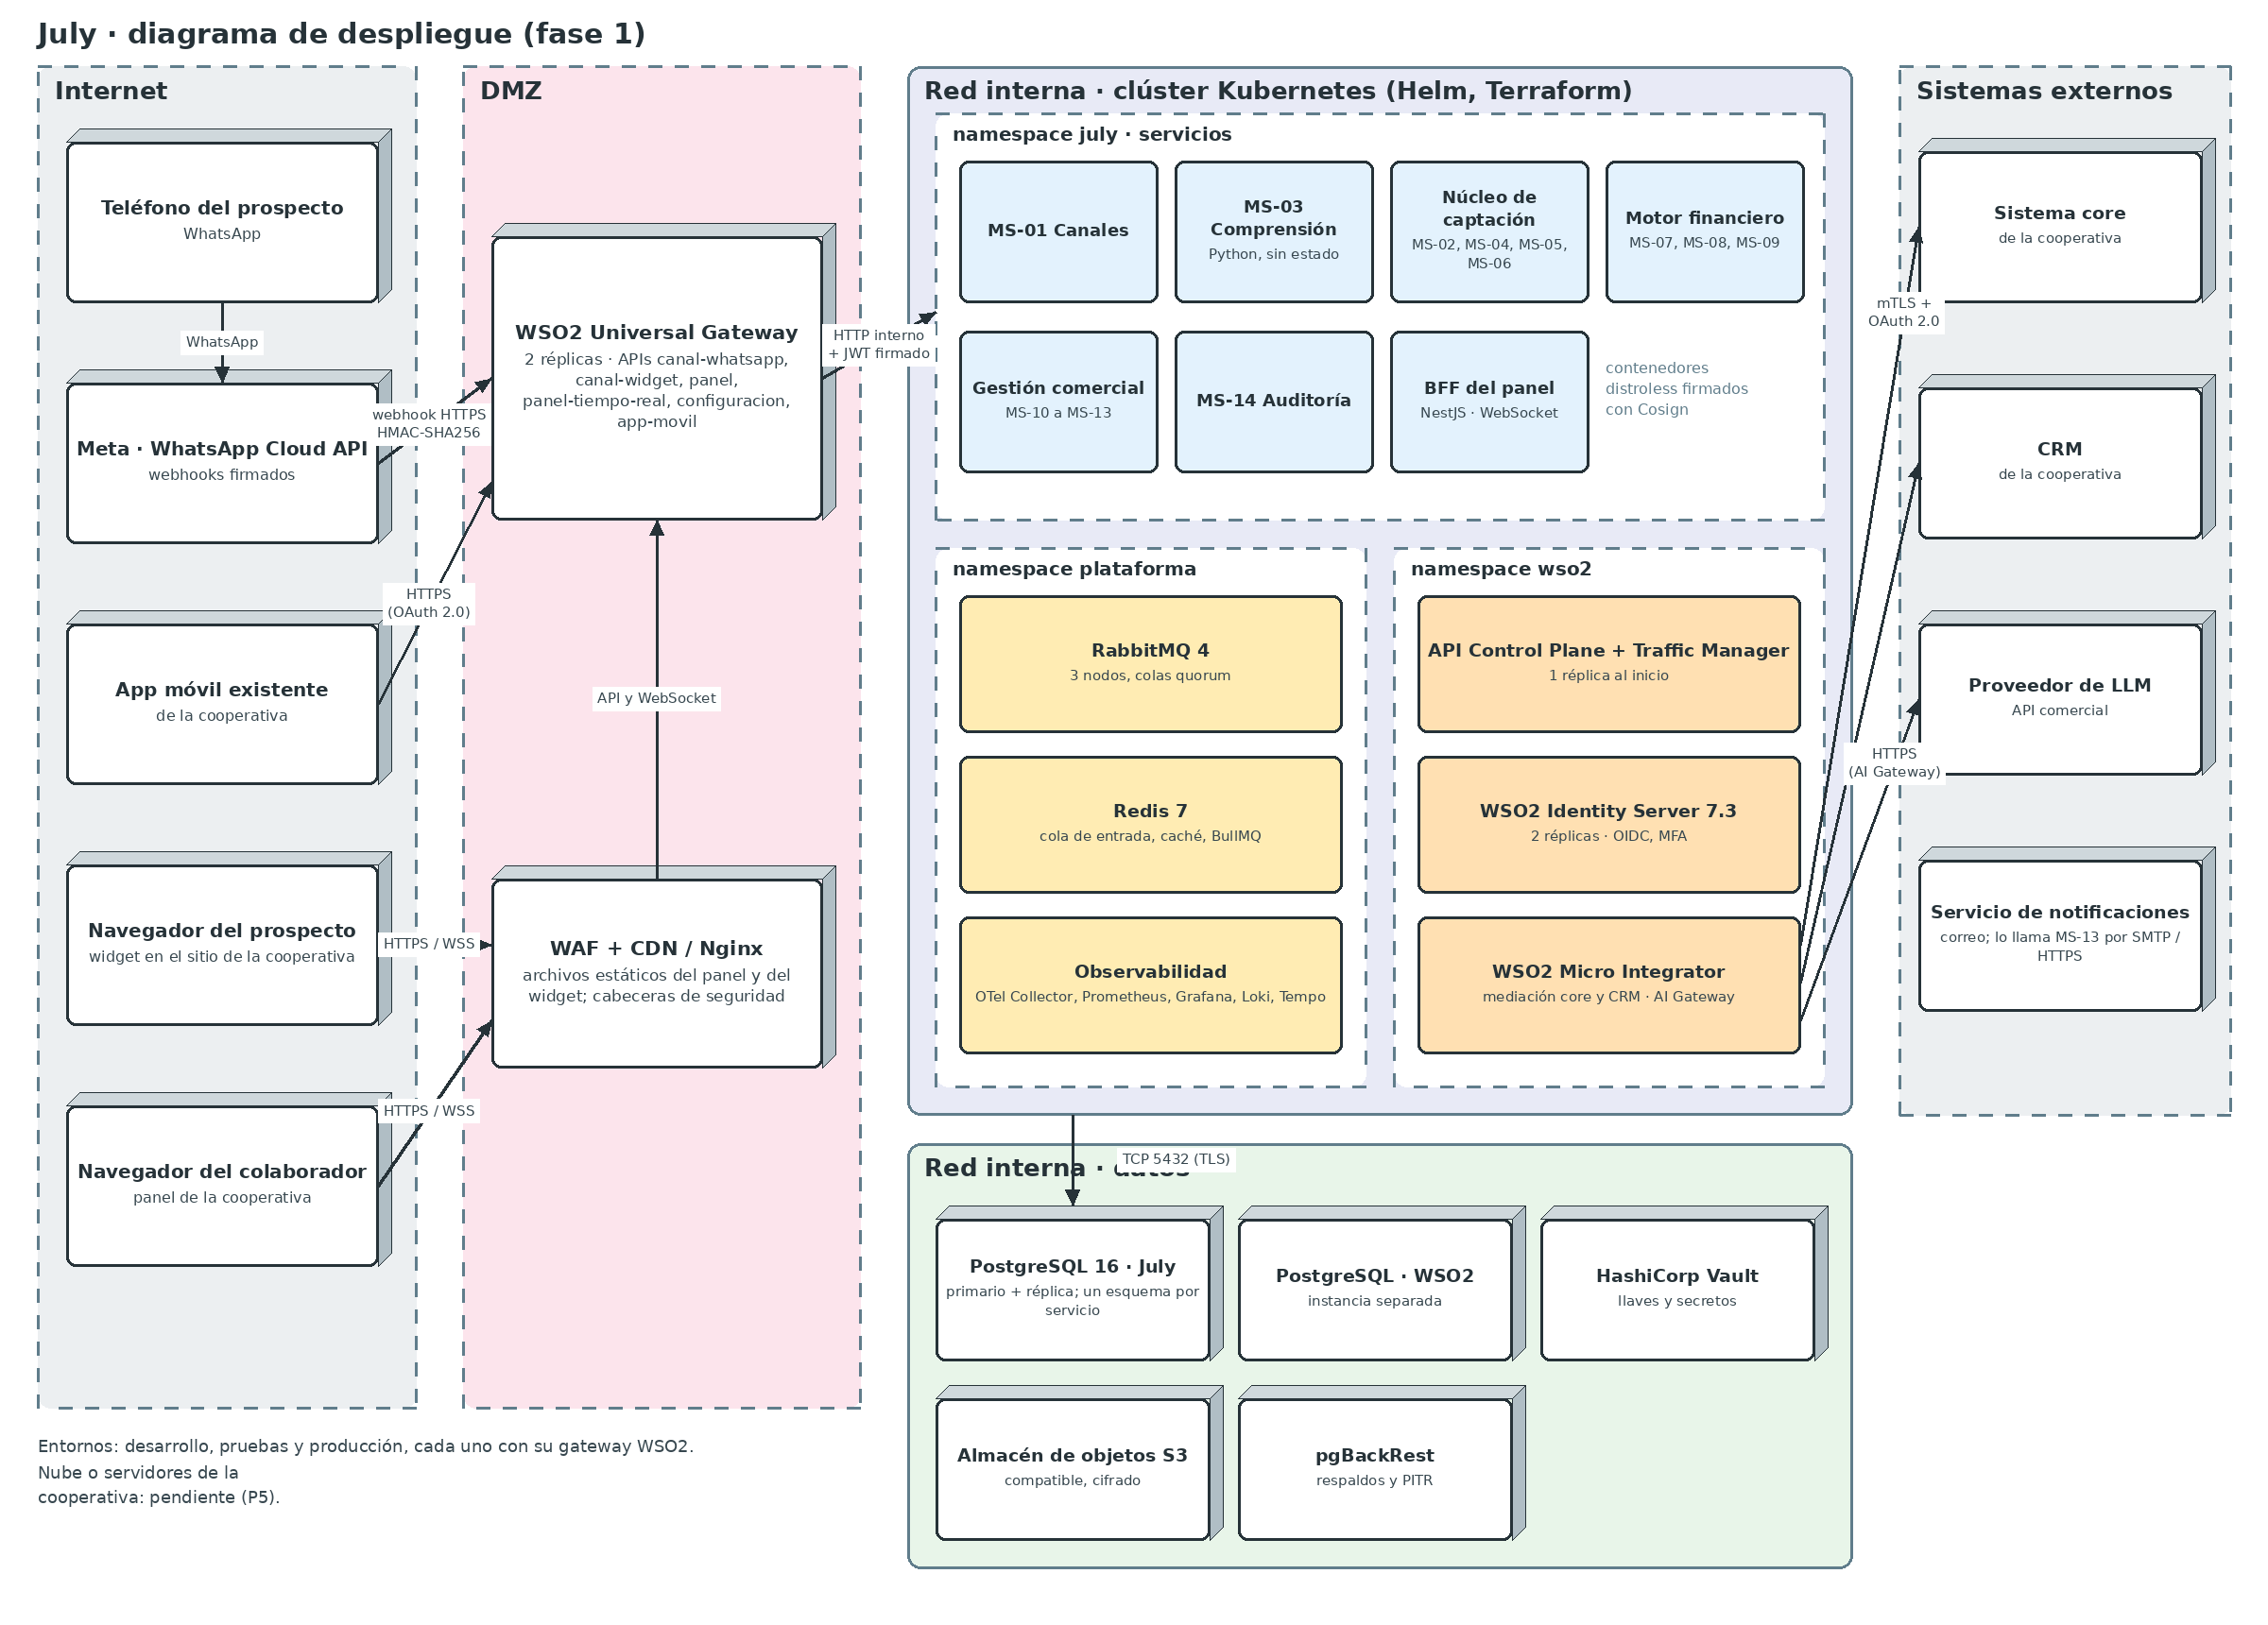 July · diagrama de despliegue (fase 1)
Internet
Teléfono del prospecto
WhatsApp
WhatsApp
Meta · WhatsApp Cloud API
webhooks firmados
webhook HTTPS
HMAC-SHA256
App móvil existente
de la cooperativa
HTTPS
(OAuth 2.0)
Navegador del prospecto
widget en el sitio de la cooperativa
HTTPS / WSS
Navegador del colaborador
panel de la cooperativa
HTTPS / WSS
DMZ
WSO2 Universal Gateway
2 réplicas · APIs canal-whatsapp,
canal-widget, panel,
panel-tiempo-real, configuracion,
app-movil
API y WebSocket
WAF + CDN / Nginx
archivos estáticos del panel y del
widget; cabeceras de seguridad
HTTP interno
+ JWT firmado
Red interna · clúster Kubernetes (Helm, Terraform)
namespace july · servicios
MS-01 Canales
MS-03
Comprensión
Python, sin estado
Núcleo de
captación
MS-02, MS-04, MS-05,
MS-06
Motor financiero
MS-07, MS-08, MS-09
Gestión comercial
MS-10 a MS-13
MS-14 Auditoría
BFF del panel
NestJS · WebSocket
contenedores
distroless firmados
con Cosign
namespace plataforma
RabbitMQ 4
3 nodos, colas quorum
Redis 7
cola de entrada, caché, BullMQ
Observabilidad
OTel Collector, Prometheus, Grafana, Loki, Tempo
namespace wso2
API Control Plane + Traffic Manager
1 réplica al inicio
WSO2 Identity Server 7.3
2 réplicas · OIDC, MFA
WSO2 Micro Integrator
mediación core y CRM · AI Gateway
mTLS +
OAuth 2.0
HTTPS
(AI Gateway)
Sistemas externos
Sistema core
de la cooperativa
CRM
de la cooperativa
Proveedor de LLM
API comercial
Servicio de notificaciones
correo; lo llama MS-13 por SMTP /
HTTPS
TCP 5432 (TLS)
Red interna · datos
PostgreSQL 16 · July
primario + réplica; un esquema por
servicio
PostgreSQL · WSO2
instancia separada
HashiCorp Vault
llaves y secretos
Almacén de objetos S3
compatible, cifrado
pgBackRest
respaldos y PITR
Entornos: desarrollo, pruebas y producción, cada uno con su gateway WSO2.
Nube o servidores de la
cooperativa: pendiente (P5).